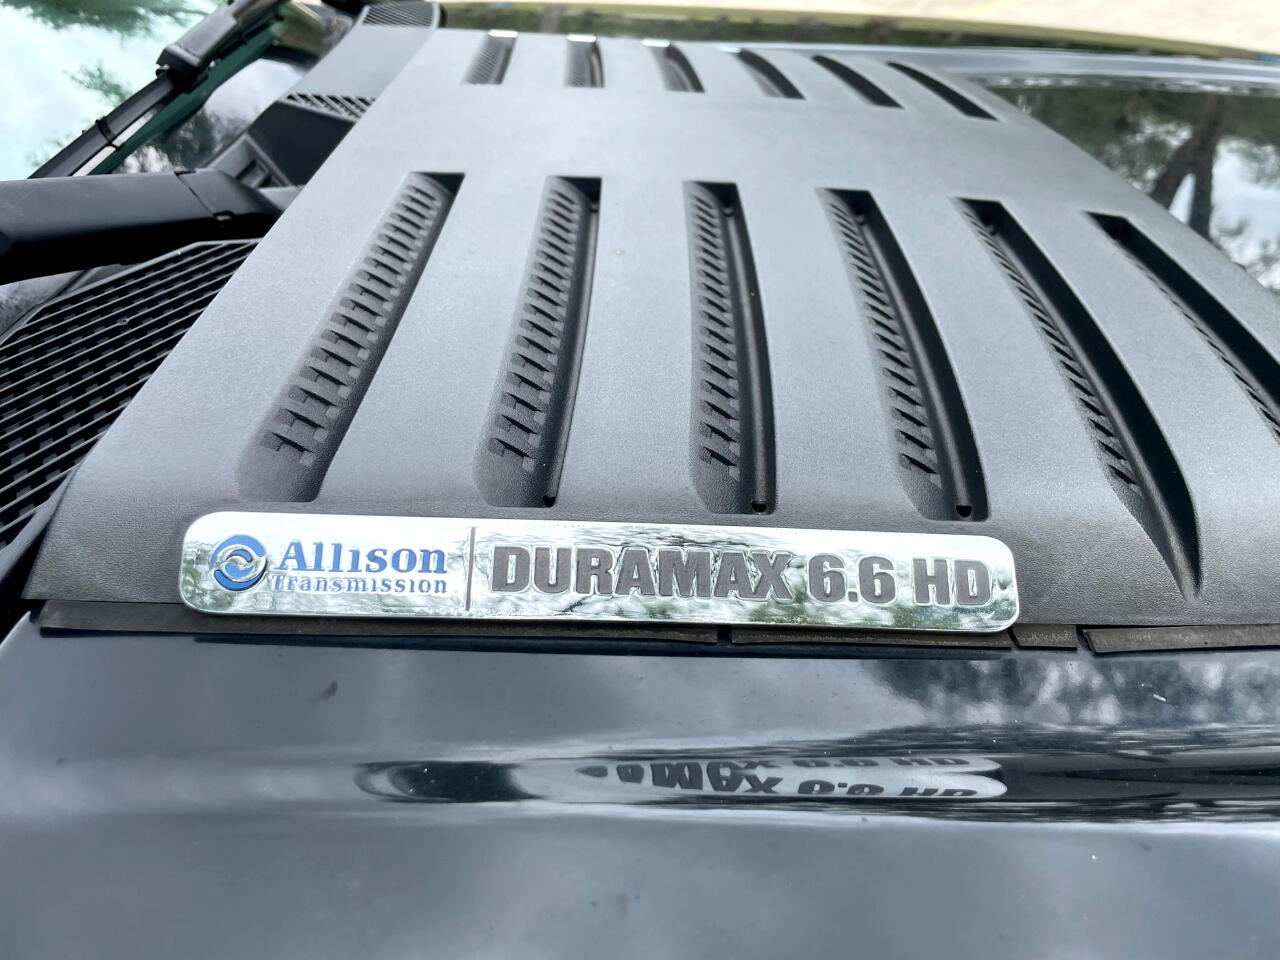 Allison
Transmission
DURAMAX 6.6 HD